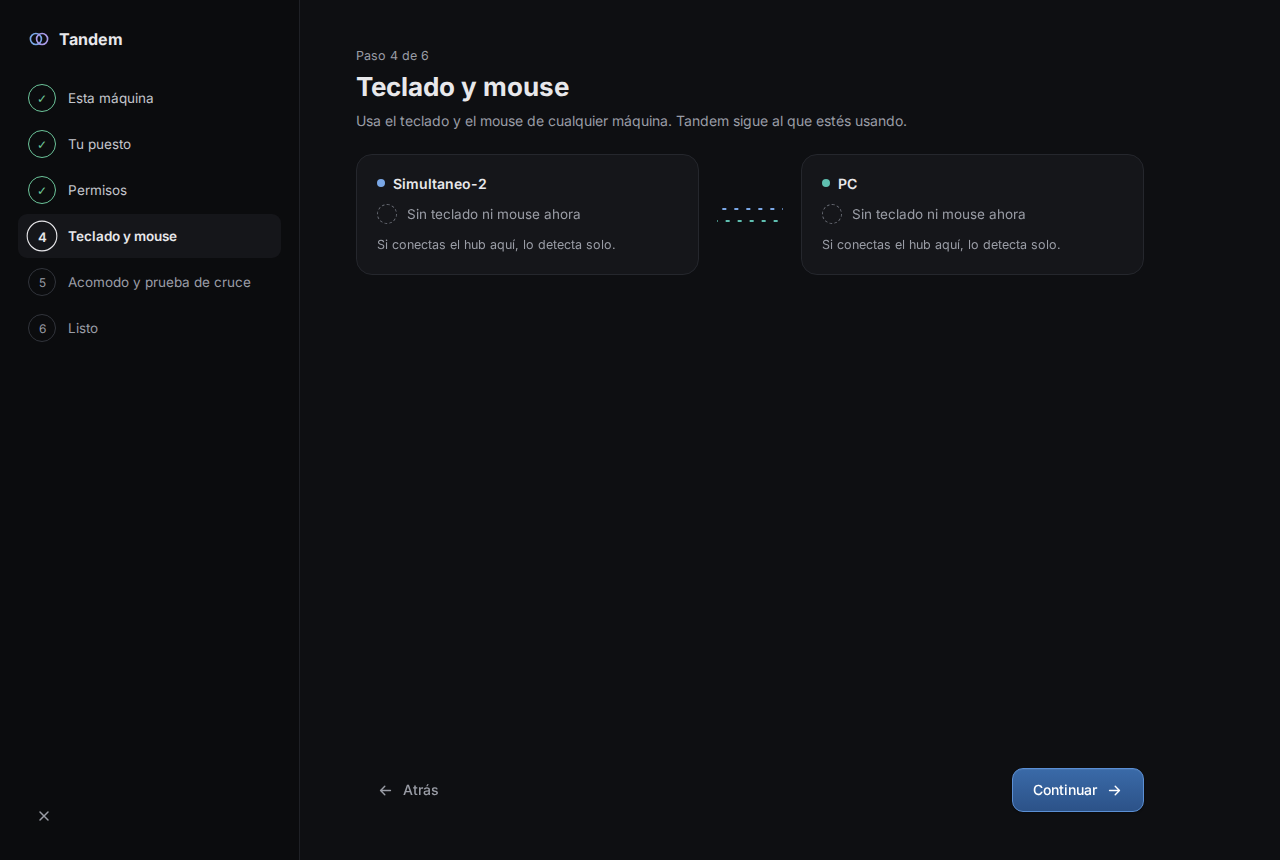 Tandem
✓ Esta máquina
✓ Tu puesto
✓ Permisos
4 Teclado y mouse
5 Acomodo y prueba de cruce
6 Listo
Paso 4 de 6
Teclado y mouse
Usa el teclado y el mouse de cualquier máquina. Tandem sigue al que estés usando.
Simultaneo-2
Sin teclado ni mouse ahora
Si conectas el hub aquí, lo detecta solo.
PC
Sin teclado ni mouse ahora
Si conectas el hub aquí, lo detecta solo.
← Atrás
Continuar →